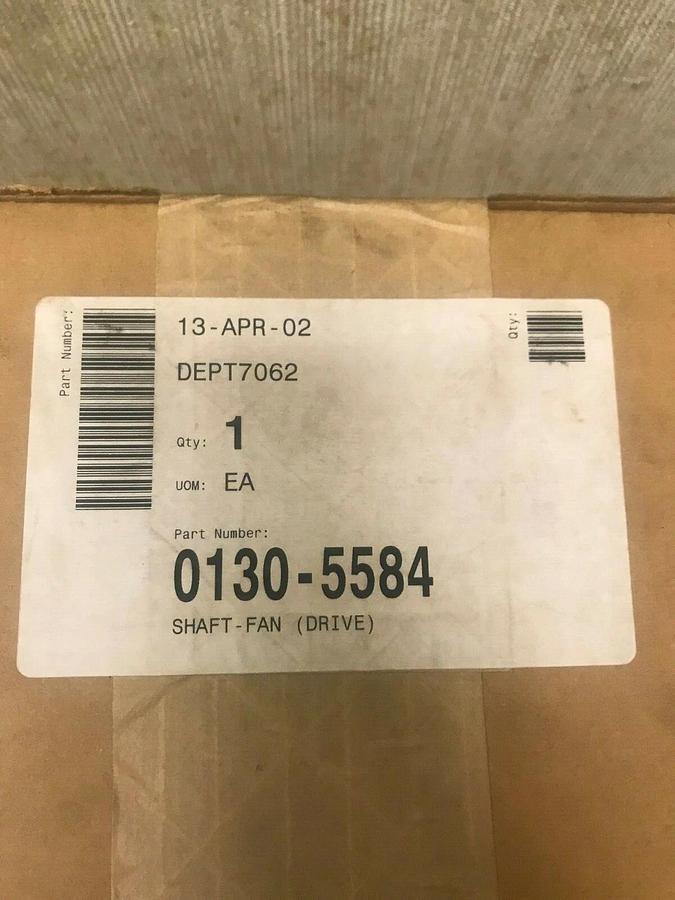 Part Number:
13-APR-02
Qty:
DEPT7062
Qty: 1
UOM: EA
Part Number:
0130-5584
SHAFT-FAN (DRIVE)